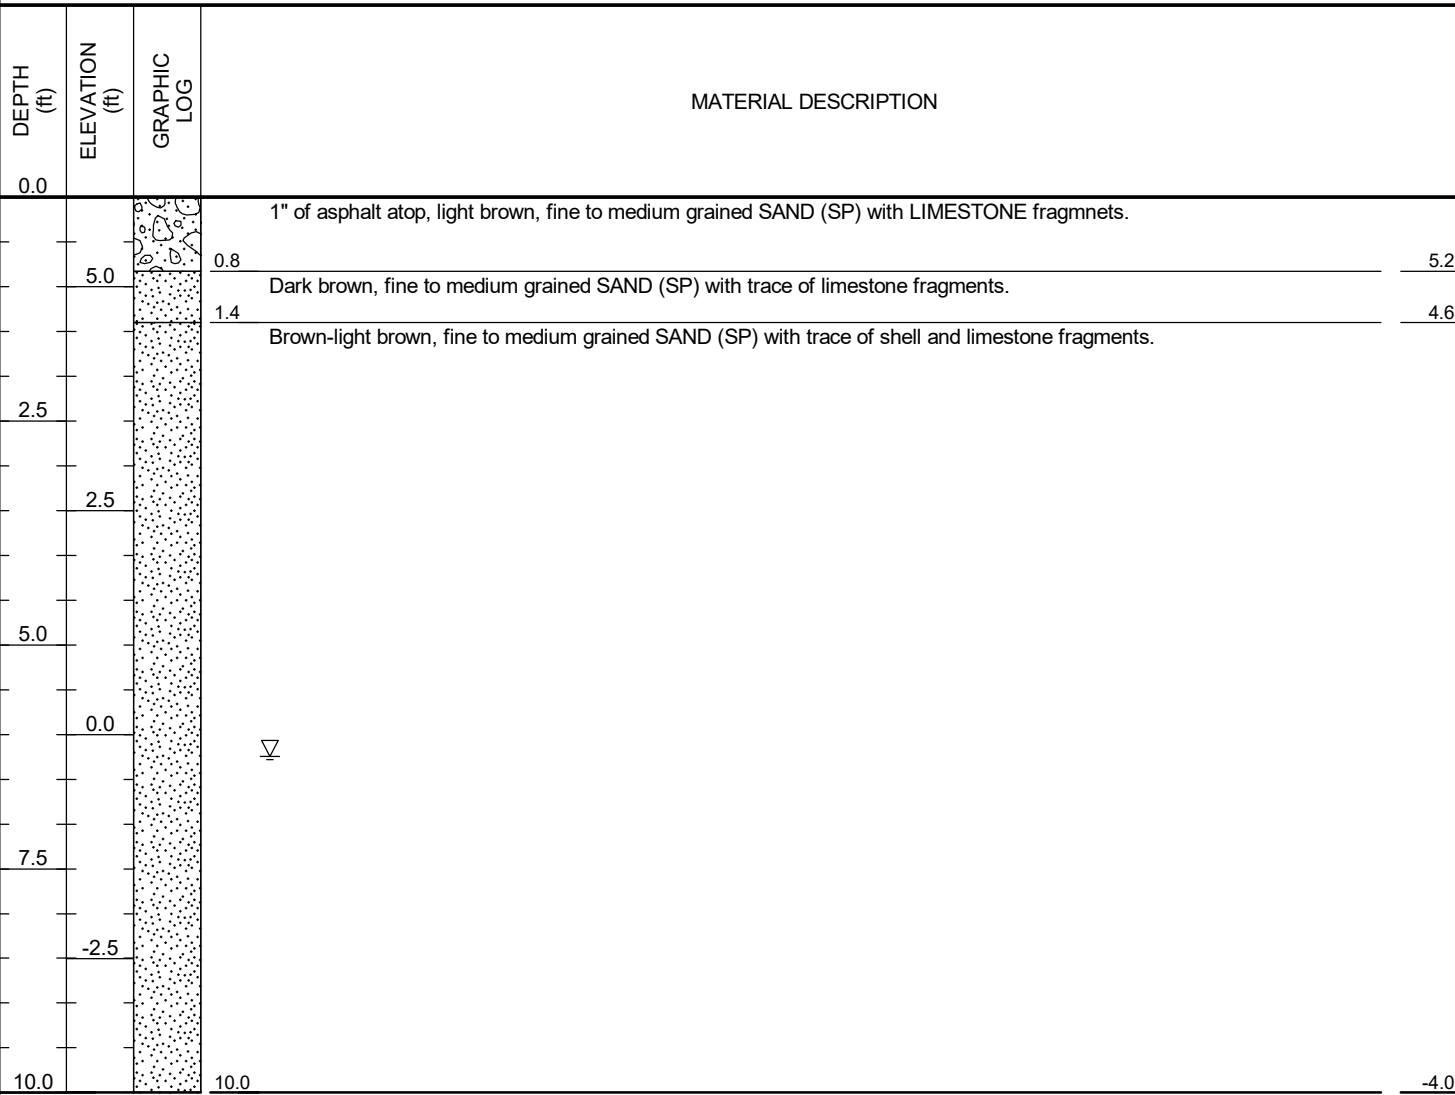 DEPTH
(ft)
ELEVATION
(ft)
GRAPHIC
LOG
MATERIAL DESCRIPTION
0.0
1" of asphalt atop, light brown, fine to medium grained SAND (SP) with LIMESTONE fragmnets.
0.8 5.2
5.0
Dark brown, fine to medium grained SAND (SP) with trace of limestone fragments.
1.4 4.6
Brown-light brown, fine to medium grained SAND (SP) with trace of shell and limestone fragments.
2.5
2.5
5.0
0.0
7.5
-2.5
10.0 10.0 -4.0